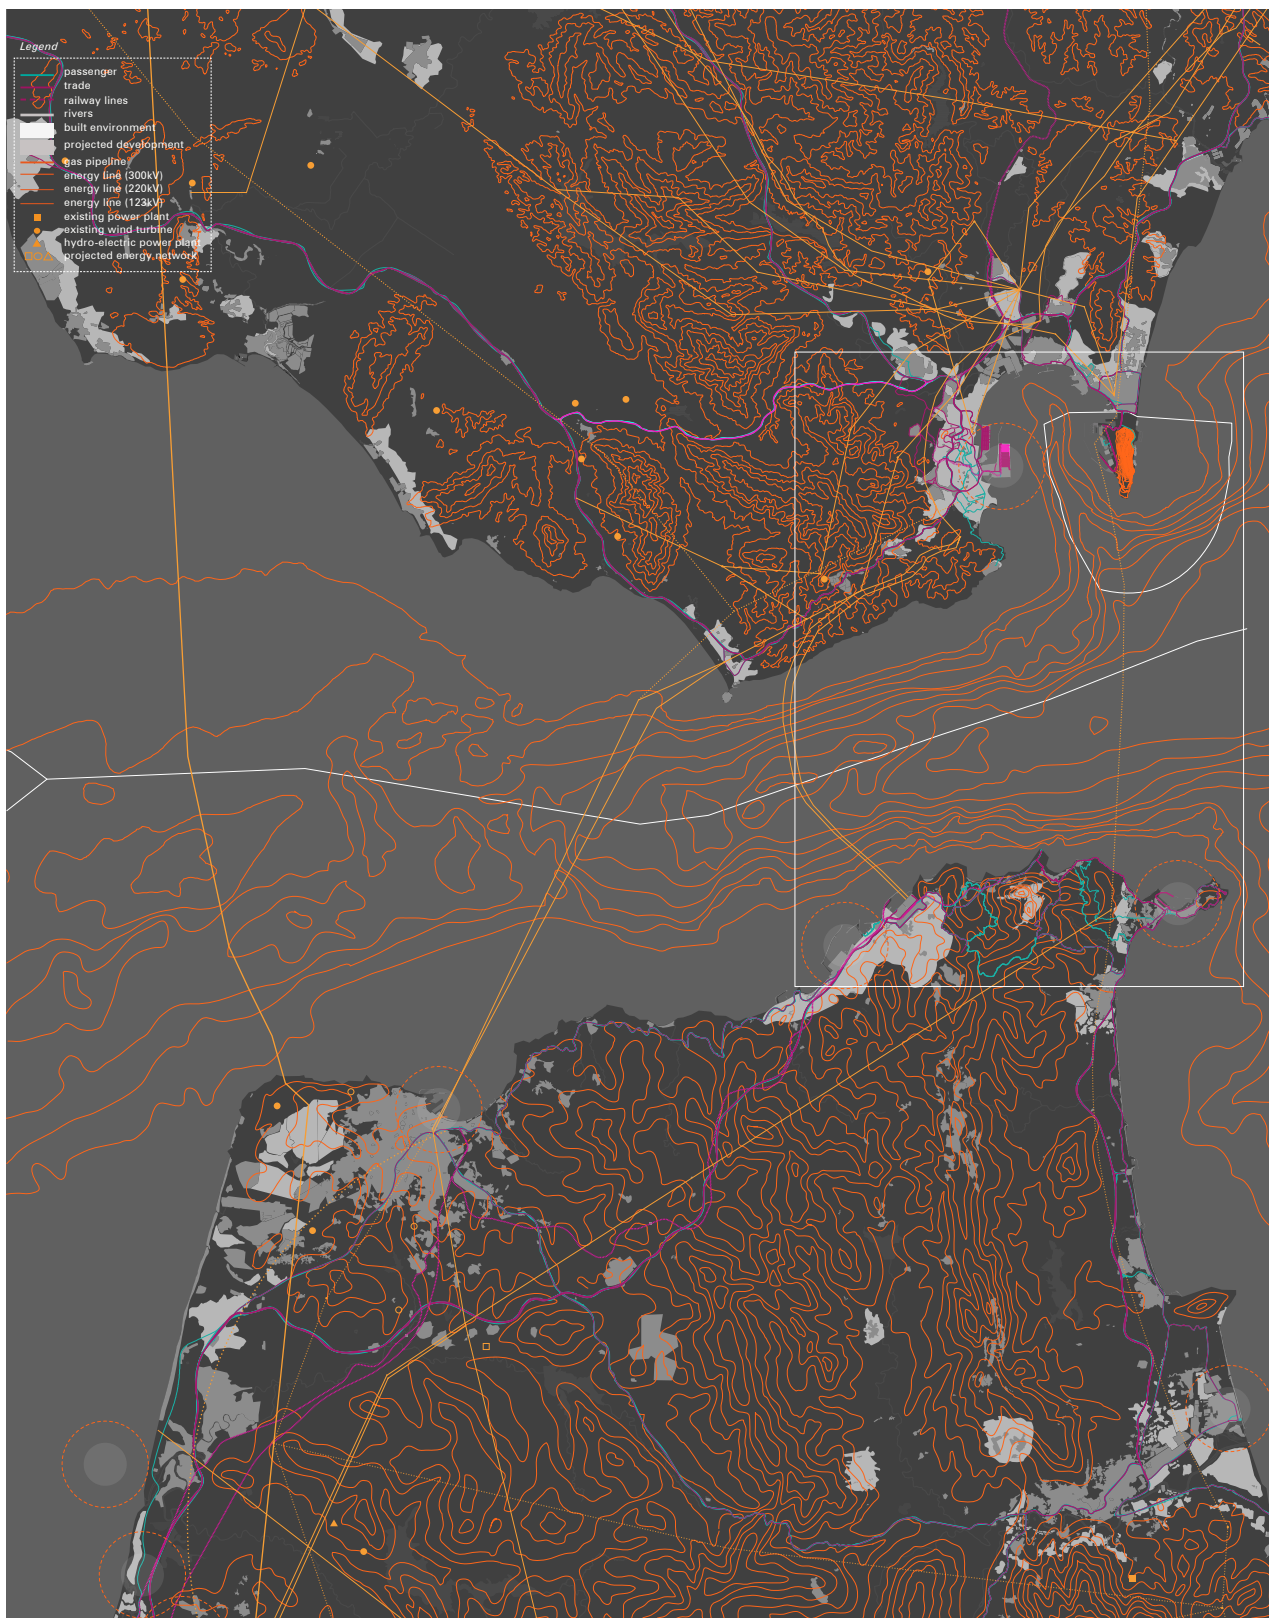 Legend
passenger
trade
railway lines
rivers
built environment
projected development
gas pipeline
energy line (300kV)
energy line (220kV)
energy line (123kV)
existing power plant
existing wind turbine
hydro-electric power plant
projected energy network